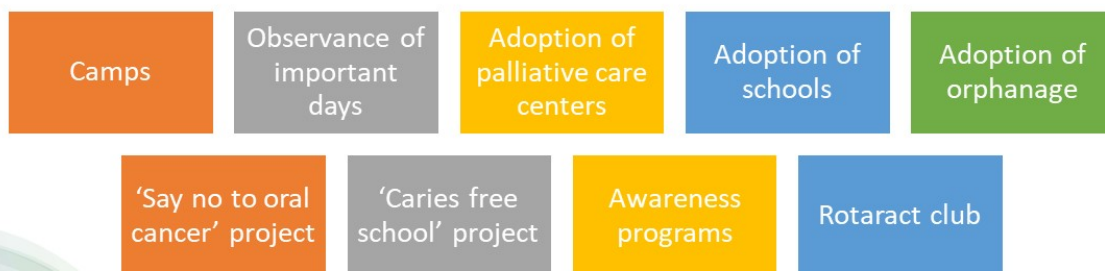 Camps
Observance of
important
days
Adoption of
palliative care
centers
Adoption of
schools
Adoption of
orphanage
‘Say no to oral
cancer’ project
‘Caries free
school’ project
Awareness
programs
Rotaract club